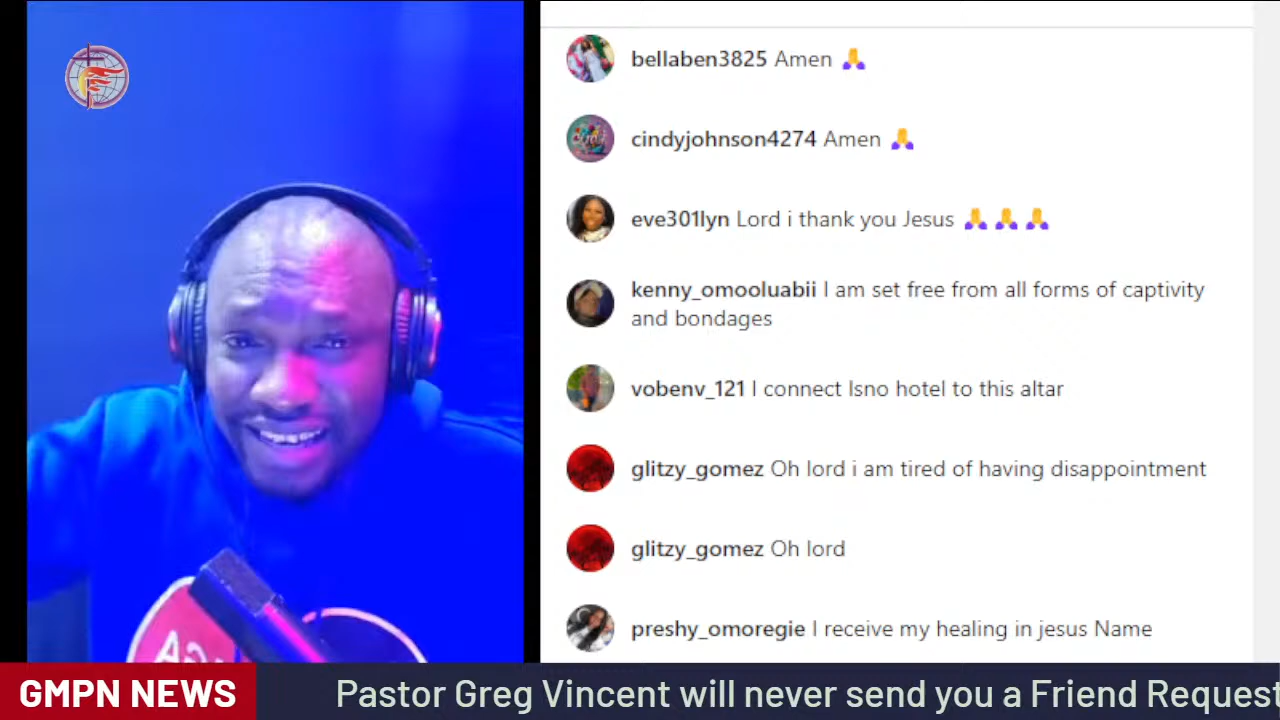 bellaben3825 Amen 🙏
cindyjohnson4274 Amen 🙏
eve301lyn Lord i thank you Jesus 🙏🙏🙏
kenny_omooluabii I am set free from all forms of captivity
and bondages
vobenv_121 I connect Isno hotel to this altar
glitzy_gomez Oh lord i am tired of having disappointment
glitzy_gomez Oh lord
preshy_omoregie I receive my healing in jesus Name
GMPN NEWS
Pastor Greg Vincent will never send you a Friend Request